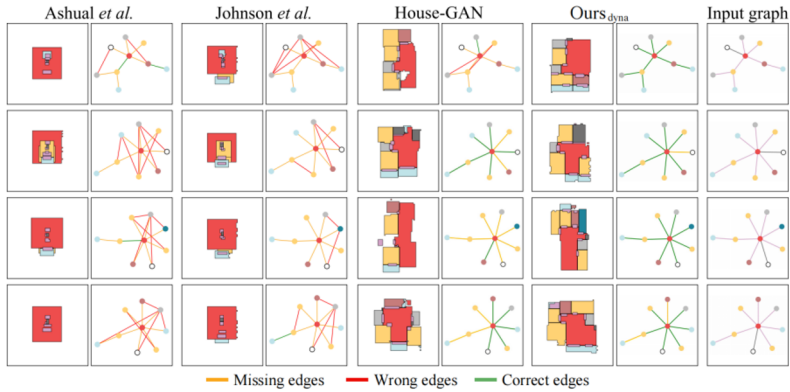 Ashual et al. Johnson et al. House-GAN Ours dyna Input graph
Missing edges Wrong edges Correct edges